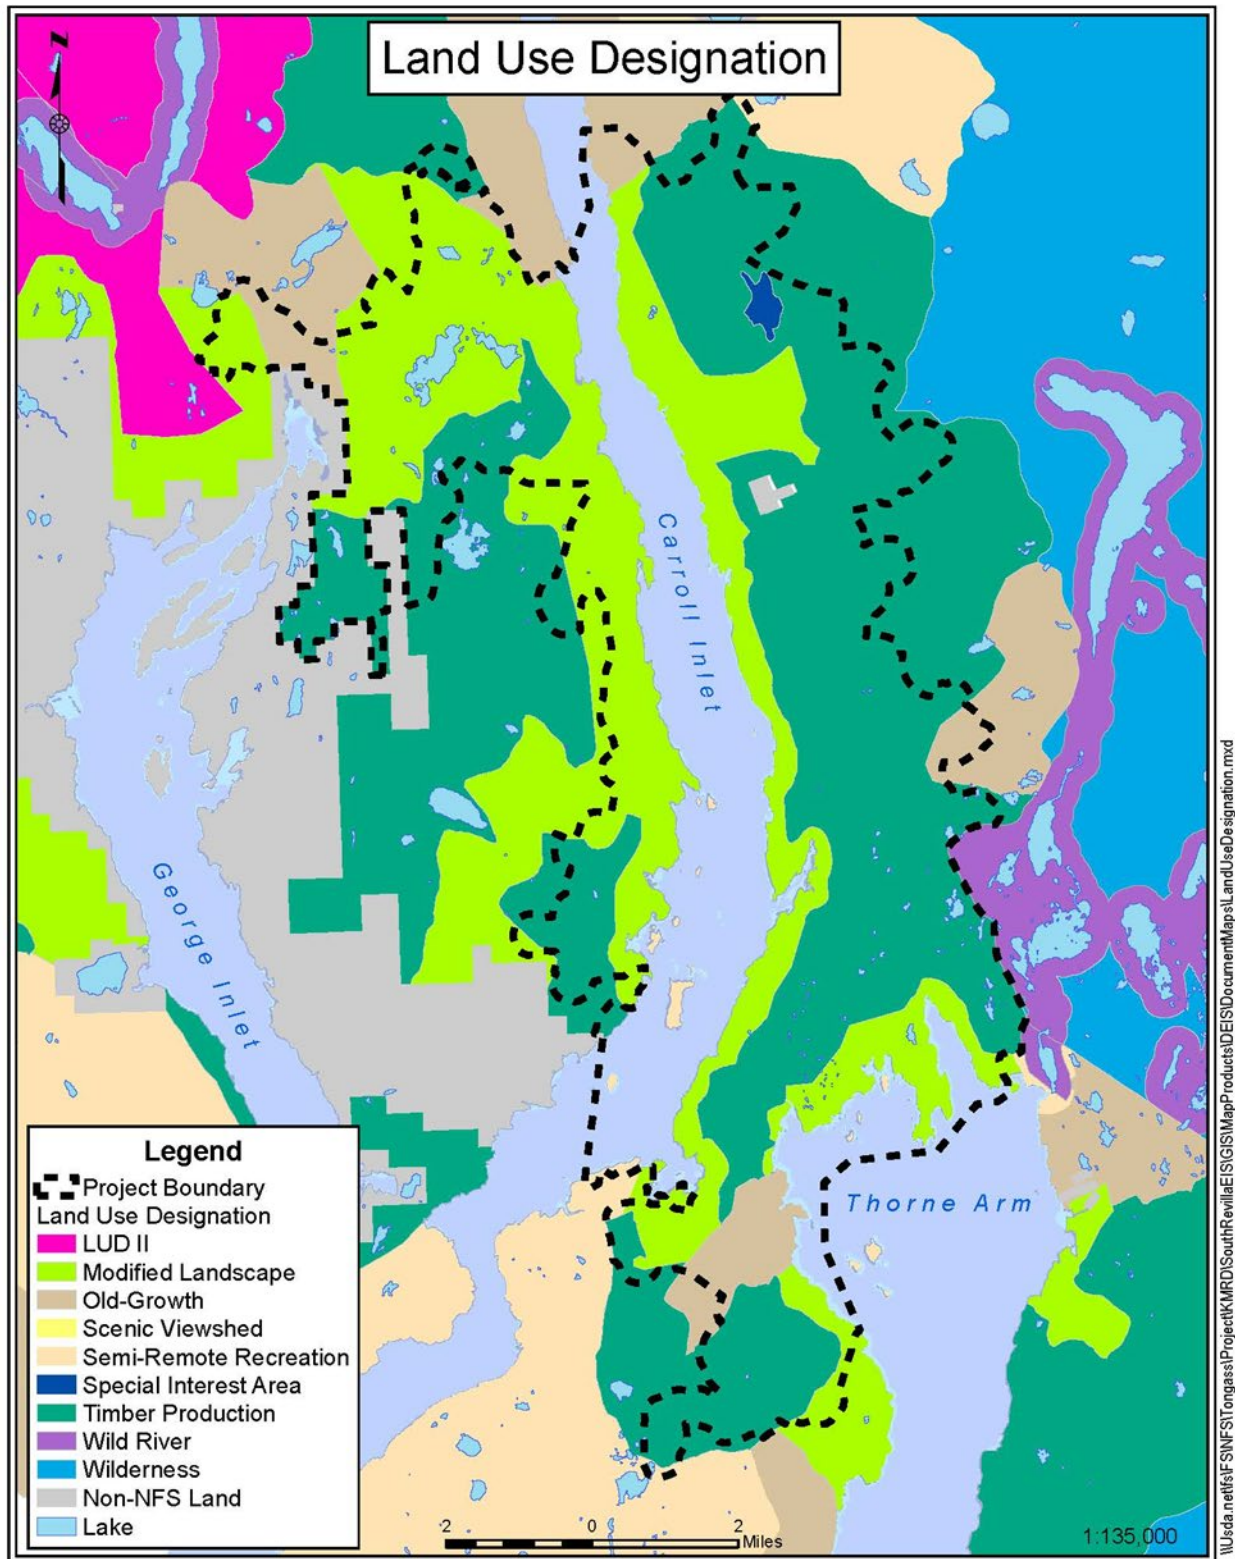 Land Use Designation
N
Carroll Inlet
George Inlet
Thorne Arm
Legend
Project Boundary
Land Use Designation
LUD II
Modified Landscape
Old-Growth
Scenic Viewshed
Semi-Remote Recreation
Special Interest Area
Timber Production
Wild River
Wilderness
Non-NFS Land
Lake
2 0 2
Miles
1:135,000
\\Usda.net\fs\FS\NFS\Tongass\Project\KMRD\SouthRevillaEIS\GIS\MapProducts\DEIS\DocumentMaps\LandUseDesignation.mxd